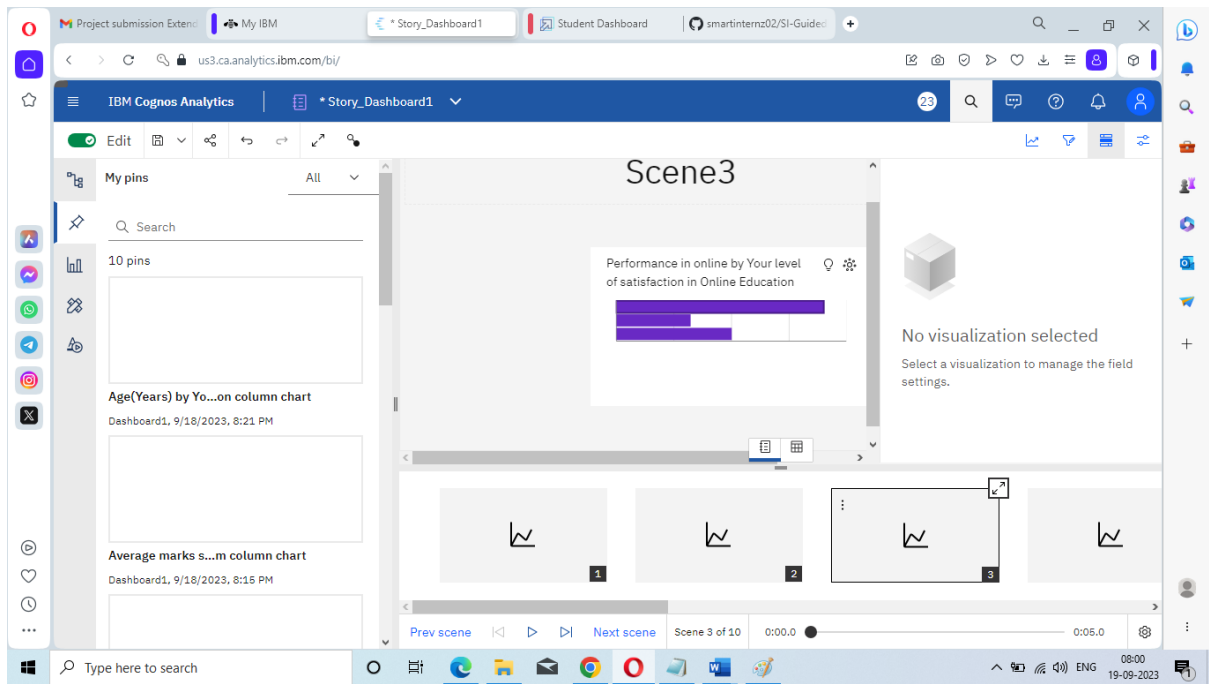 Project submission Extend
My IBM
* Story_Dashboard1
Student Dashboard
smartinternz02/SI-Guided
us3.ca.analytics.ibm.com/bi/
IBM Cognos Analytics
* Story_Dashboard1
23
Edit
My pins
All
Search
10 pins
Age(Years) by Yo...on column chart
Dashboard1, 9/18/2023, 8:21 PM
Average marks s...m column chart
Dashboard1, 9/18/2023, 8:15 PM
Scene3
Performance in online by Your level
of satisfaction in Online Education
No visualization selected
Select a visualization to manage the field
settings.
1
2
3
Prev scene
Next scene
Scene 3 of 10
0:00.0
0:05.0
Type here to search
ENG
08:00
19-09-2023
1